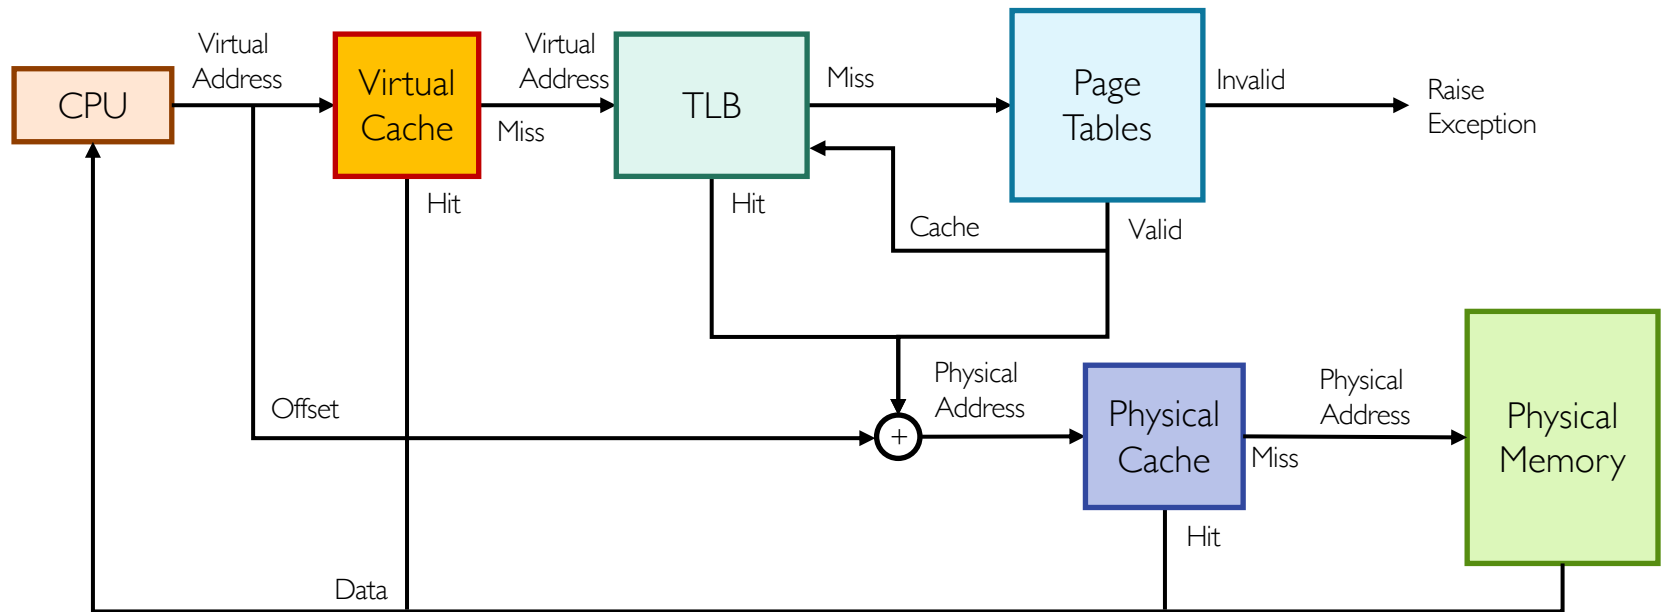 CPU
Virtual
Address
Virtual
Cache
Miss
Hit
Virtual
Address
TLB
Miss
Hit
Cache
Page
Tables
Invalid
Valid
Raise
Exception
Offset
+
Physical
Address
Physical
Cache
Miss
Hit
Physical
Address
Physical
Memory
Data